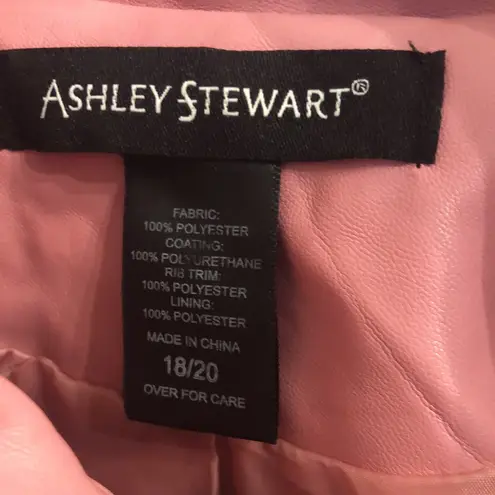 ASHLEY STEWART®
FABRIC:
100% POLYESTER
COATING:
100% POLYURETHANE
RIB TRIM:
100% POLYESTER
LINING:
100% POLYESTER
MADE IN CHINA
18/20
OVER FOR CARE